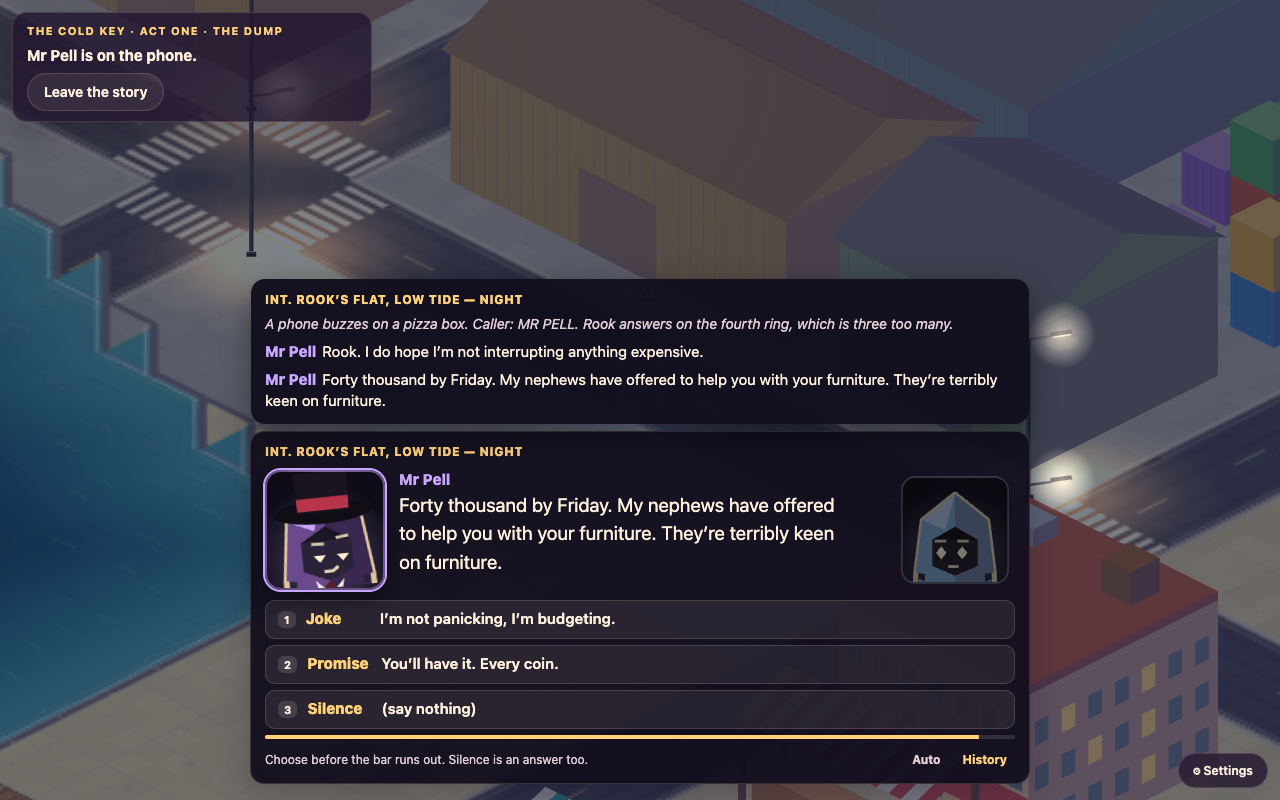 THE COLD KEY · ACT ONE · THE DUMP
Mr Pell is on the phone.
Leave the story
INT. ROOK’S FLAT, LOW TIDE — NIGHT
A phone buzzes on a pizza box. Caller: MR PELL. Rook answers on the fourth ring, which is three too many.
Mr Pell Rook. I do hope I’m not interrupting anything expensive.
Mr Pell Forty thousand by Friday. My nephews have offered to help you with your furniture. They’re terribly
keen on furniture.
INT. ROOK’S FLAT, LOW TIDE — NIGHT
Mr Pell
Forty thousand by Friday. My nephews have offered
to help you with your furniture. They’re terribly keen
on furniture.
1 Joke I’m not panicking, I’m budgeting.
2 Promise You’ll have it. Every coin.
3 Silence (say nothing)
Choose before the bar runs out. Silence is an answer too.
Auto History
⚙ Settings